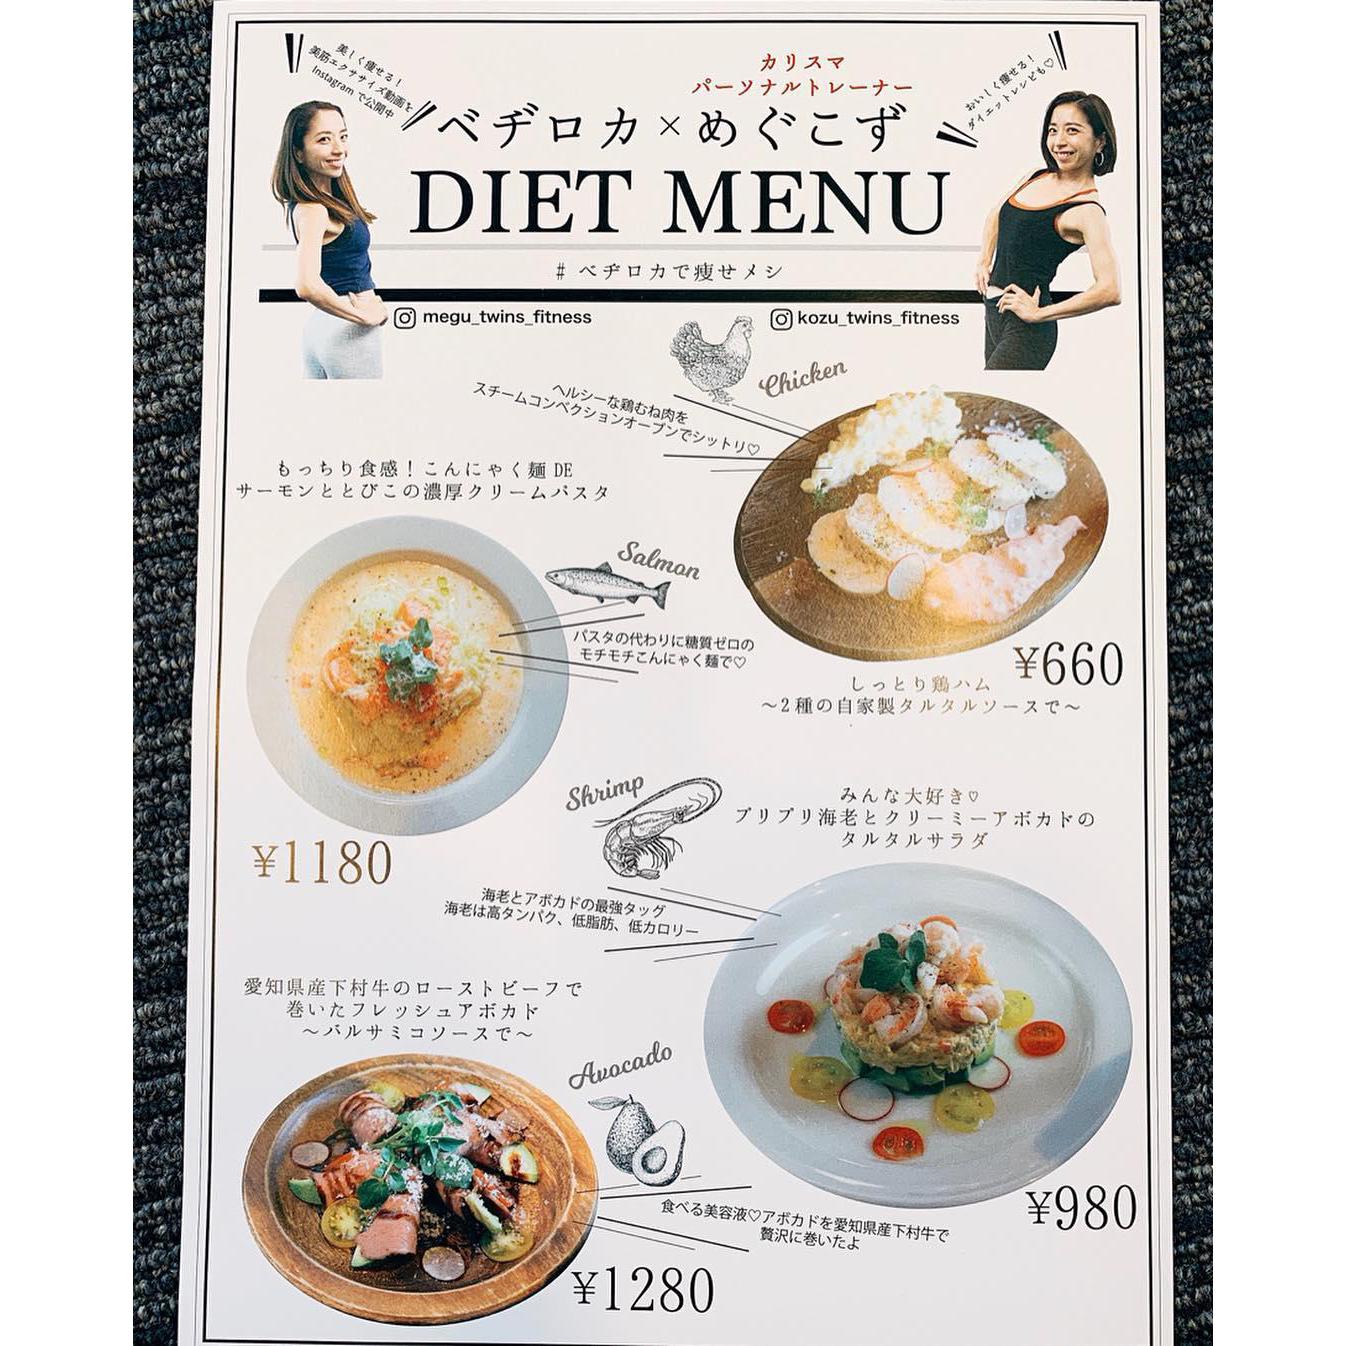 美しく痩せる！
美筋エクササイズ動画を
Instagramで公開中
カリスマ
パーソナルトレーナー
おいしく痩せる！
ダイエットレシピも♡
ベヂロカ×めぐこず
DIET MENU
# ベヂロカで痩せメシ
megu_twins_fitness
kozu_twins_fitness
Chicken
ヘルシーな鶏むね肉を
スチームコンベクションオーブンでシットリ♡
もっちり食感！こんにゃく麺 DE
サーモンととびこの濃厚クリームパスタ
Salmon
パスタの代わりに糖質ゼロの
モチモチこんにゃく麺で♡
¥660
しっとり鶏ハム
〜2種の自家製タルタルソースで〜
¥1180
Shrimp
みんな大好き♡
プリプリ海老とクリーミーアボカドの
タルタルサラダ
海老とアボカドの最強タッグ
海老は高タンパク、低脂肪、低カロリー
愛知県産下村牛のローストビーフで
巻いたフレッシュアボカド
〜バルサミコソースで〜
Avocado
¥980
食べる美容液♡アボカドを愛知県産下村牛で
贅沢に巻いたよ
¥1280